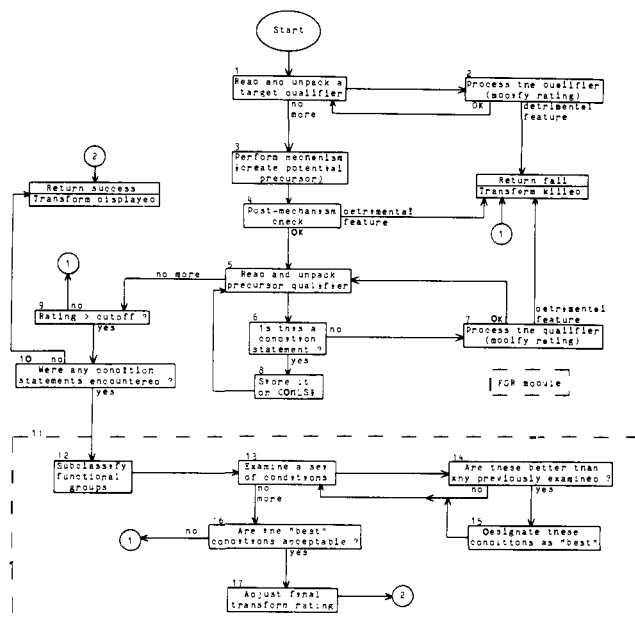 Start
1
Read and unpack a
target qualifier
2
Process the qualifier
(modify rating)
OK
no
more
detrimental
feature
3
Perform mechanism
(create potential
precursor)
2
Return success
Transform displayed
Return fail
Transform killed
4
Post-mechanism
check
detrimental
feature
OK
1
1
no more
5
Read and unpack
precursor qualifier
9
no
Rating > cutoff ?
yes
6
Is this a
condition
statement ?
no
yes
OK
detrimental
feature
7
Process the qualifier
(modify rating)
10
no
Were any condition
statements encountered ?
yes
8
Store it
on CONLST
FGR module
11
12
Subclassify
functional
groups
13
Examine a set
of conditions
no
more
14
Are these better than
any previously examined ?
no
yes
1
no
16
Are the "best"
conditions acceptable ?
yes
15
Designate these
conditions as "best"
17
Adjust final
transform rating
2